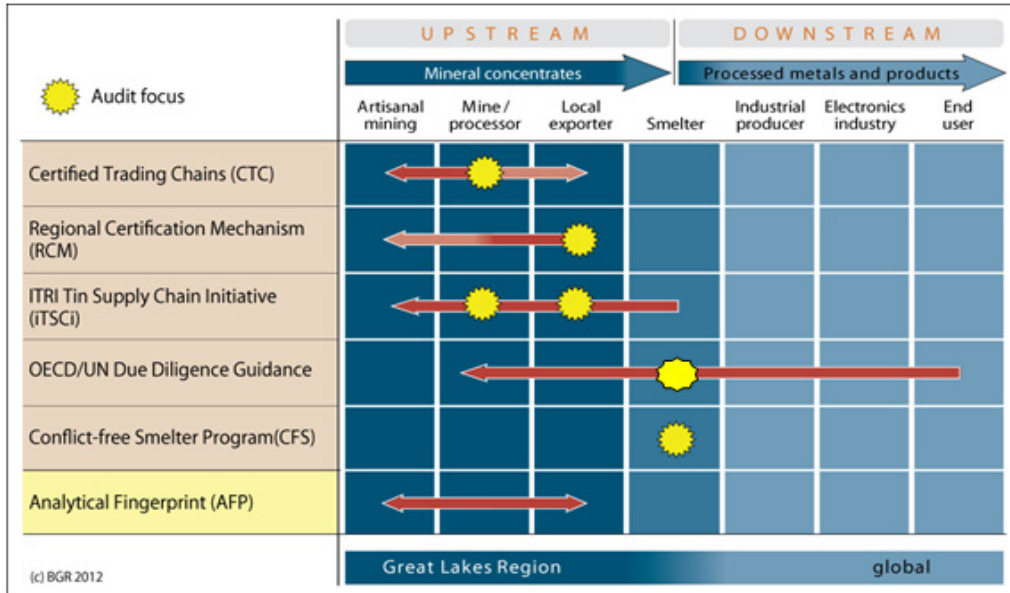 UPSTREAM
DOWNSTREAM
Mineral concentrates
Processed metals and products
Audit focus
Artisanal
mining
Mine/
processor
Local
exporter
Smelter
Industrial
producer
Electronics
industry
End
user
Certified Trading Chains (CTC)
Regional Certification Mechanism
(RCM)
ITRI Tin Supply Chain Initiative
(iTSCi)
OECD/UN Due Diligence Guidance
Conflict-free Smelter Program(CFS)
Analytical Fingerprint (AFP)
(c) BGR 2012
Great Lakes Region
global